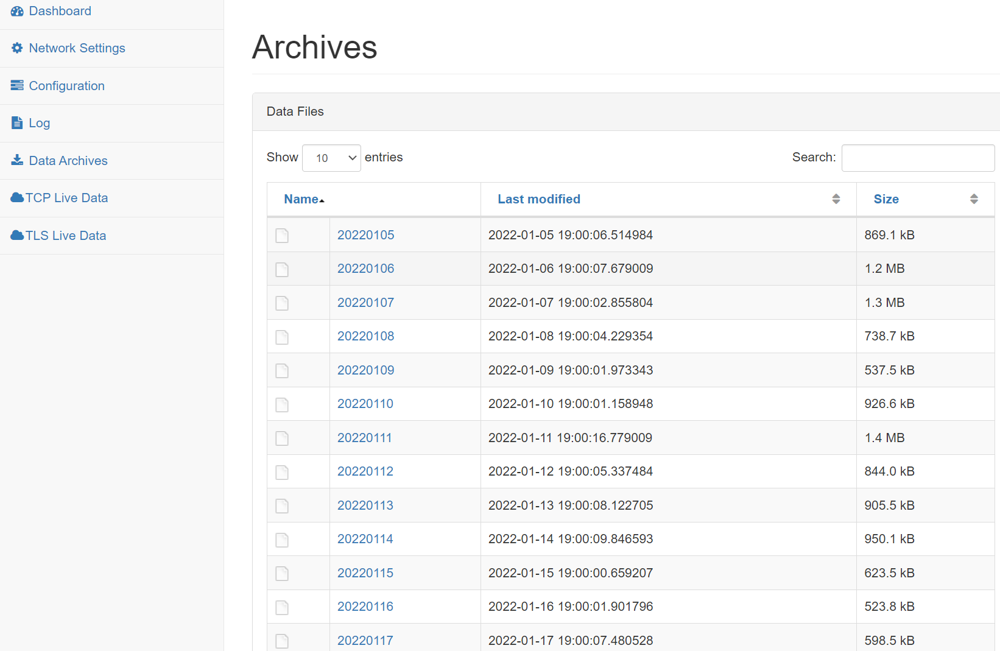 Dashboard
Network Settings
Configuration
Log
Data Archives
TCP Live Data
TLS Live Data
Archives
Data Files
Show 10 entries Search:
Name Last modified Size
20220105 2022-01-05 19:00:06.514984 869.1 kB
20220106 2022-01-06 19:00:07.679009 1.2 MB
20220107 2022-01-07 19:00:02.855804 1.3 MB
20220108 2022-01-08 19:00:04.229354 738.7 kB
20220109 2022-01-09 19:00:01.973343 537.5 kB
20220110 2022-01-10 19:00:01.158948 926.6 kB
20220111 2022-01-11 19:00:16.779009 1.4 MB
20220112 2022-01-12 19:00:05.337484 844.0 kB
20220113 2022-01-13 19:00:08.122705 905.5 kB
20220114 2022-01-14 19:00:09.846593 950.1 kB
20220115 2022-01-15 19:00:00.659207 623.5 kB
20220116 2022-01-16 19:00:01.901796 523.8 kB
20220117 2022-01-17 19:00:07.480528 598.5 kB